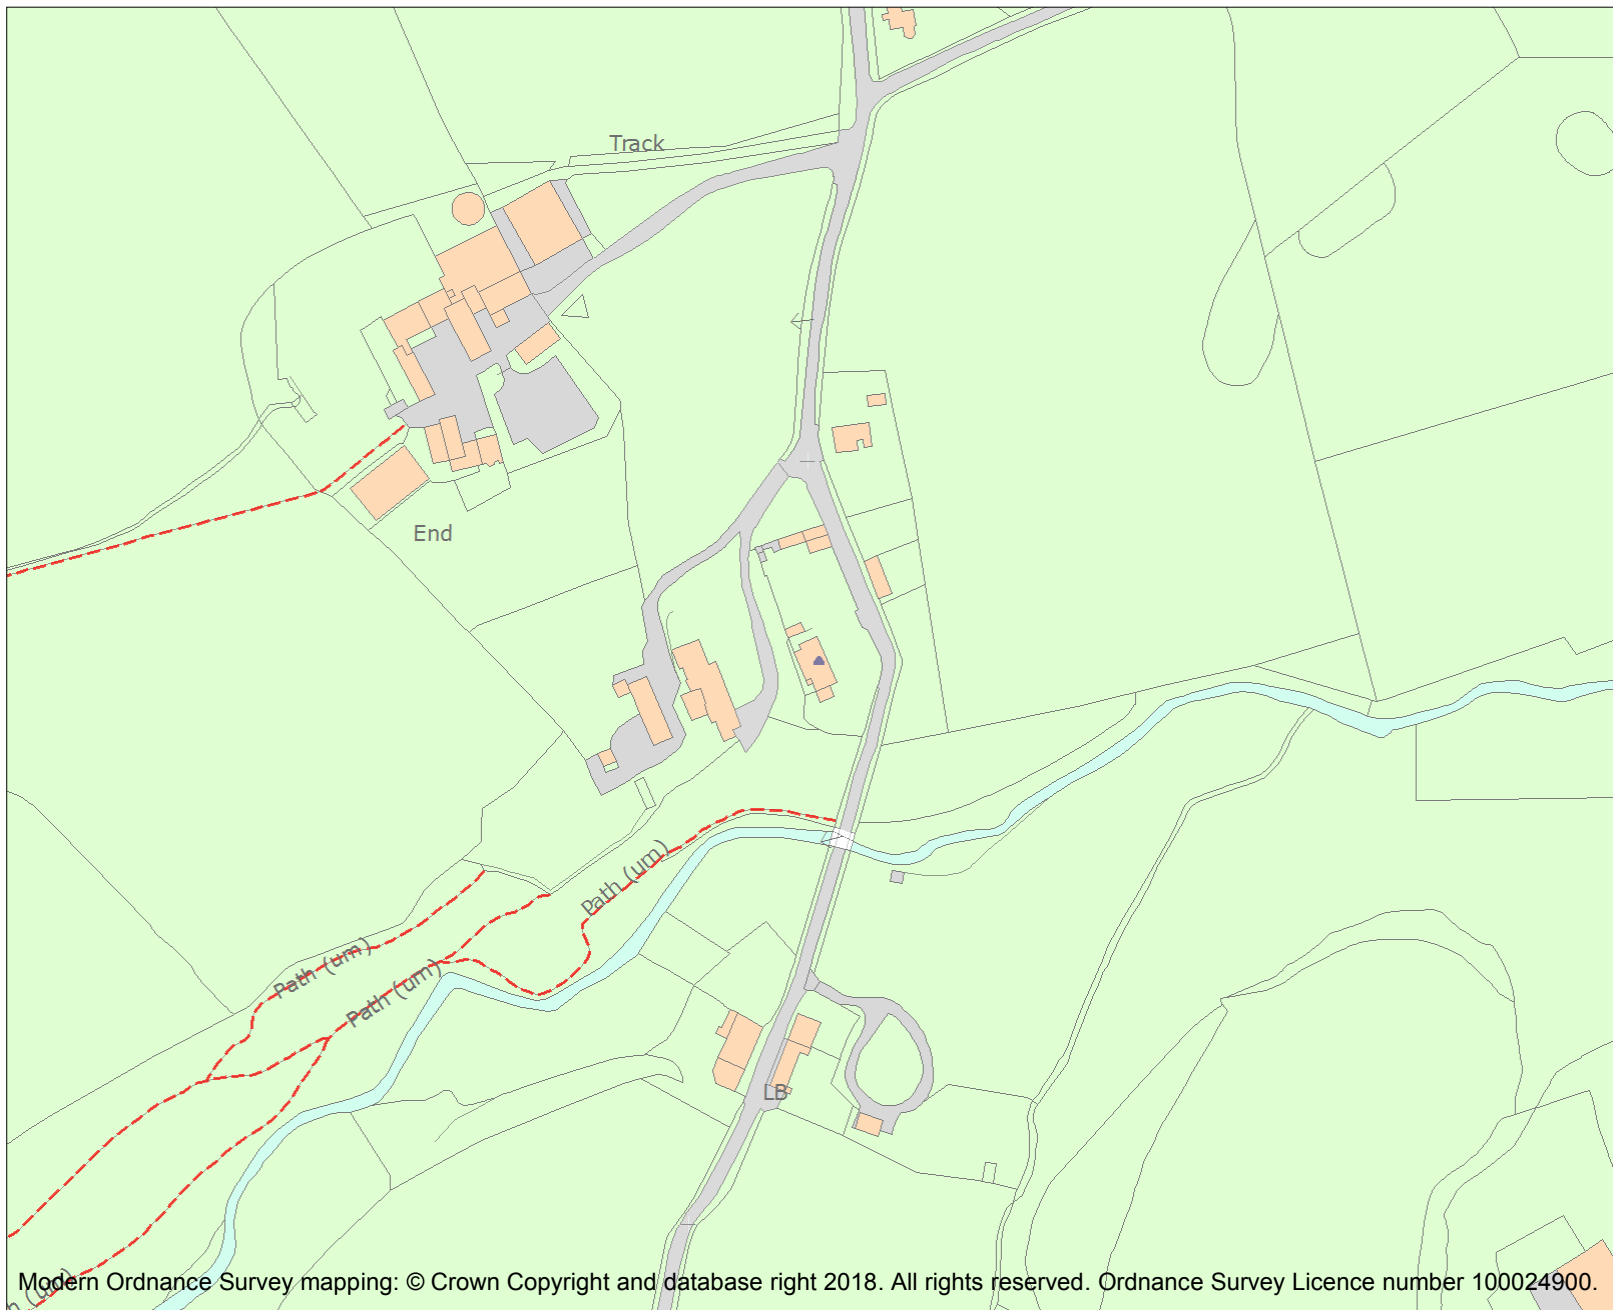 Track
End
Path (um)
Path (um)
Path (um)
LB
(um)
Modern Ordnance Survey mapping: © Crown Copyright and database right 2018. All rights reserved. Ordnance Survey Licence number 100024900.